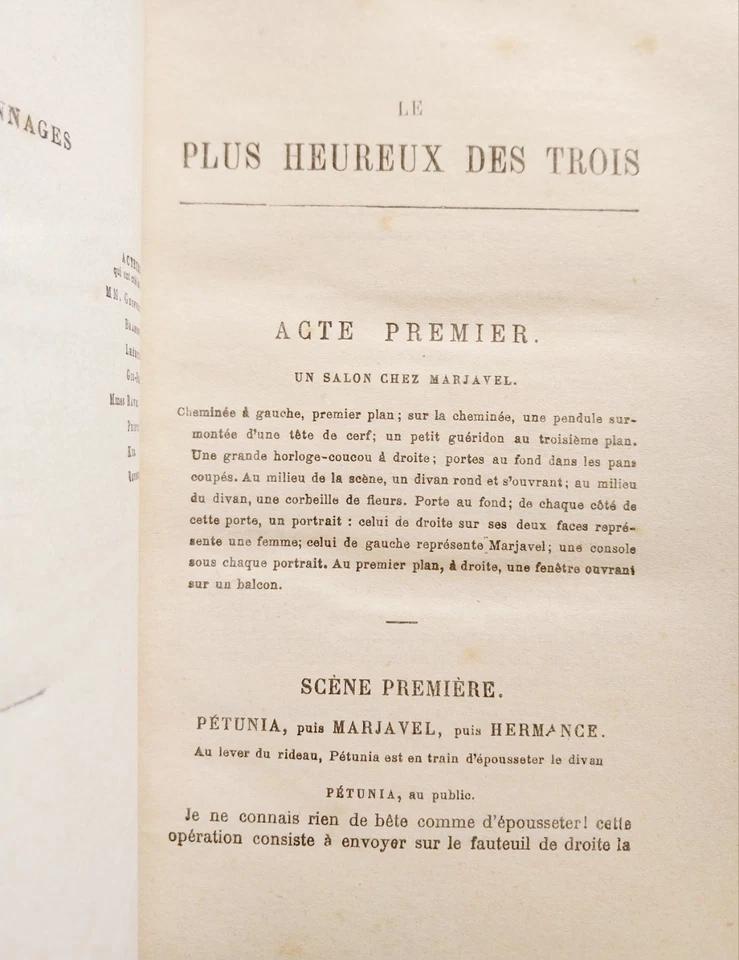 NNAGES
MM.
LE
PLUS HEUREUX DES TROIS
ACTE PREMIER.
UN SALON CHEZ MARJAVEL.
Cheminée à gauche, premier plan; sur la cheminée, une pendule sur-
montée d'une tête de cerf; un petit guéridon au troisième plan.
Une grande horloge-coucou à droite; portes au fond dans les pans
coupés. Au milieu de la scène, un divan rond et s'ouvrant; au milieu
du divan, une corbeille de fleurs. Porte au fond; de chaque côté de
cette porte, un portrait : celui de droite sur ses deux faces repré-
sente une femme; celui de gauche représente Marjavel; une console
sous chaque portrait. Au premier plan, à droite, une fenêtre ouvrant
sur un balcon.
SCÈNE PREMIÈRE.
PÉTUNIA, puis MARJAVEL, puis HERMANCE.
Au lever du rideau, Pétunia est en train d'épousseter le divan
PÉTUNIA, au public.
Je ne connais rien de bête comme d'épousseter! cette
opération consiste à envoyer sur le fauteuil de droite la